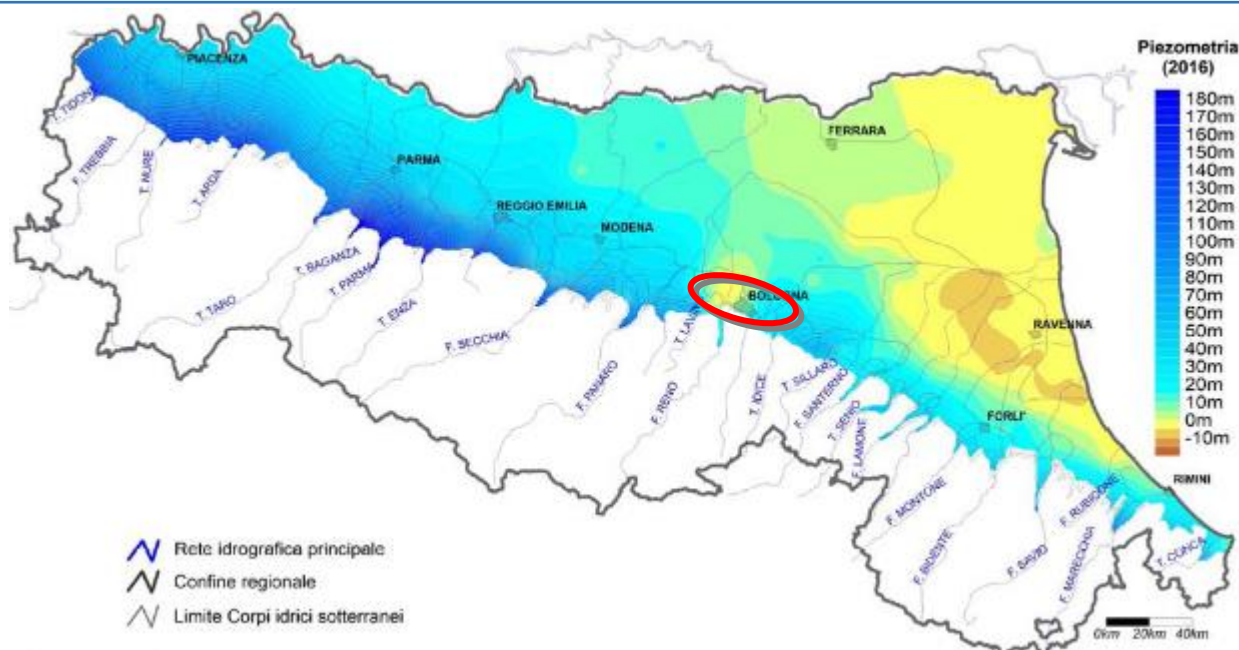 Piezometria
(2016)
180m
170m
160m
150m
140m
130m
120m
110m
100m
90m
80m
70m
60m
50m
40m
30m
20m
10m
0m
-10m
PIACENZA
FERRARA
PARMA
REGGIO EMILIA
MODENA
BOLOGNA
RAVENNA
FORLI'
RIMINI
T. TIDONE
F. TREBBIA
T. NURE
T. ARDA
T. TARO
T. BAGANZA
T. PARMA
T. ENZA
F. SECCHIA
F. PANARO
T. LAVINO
F. RENO
T. IDICE
T. SILLARO
F. SANTERNO
T. SENIO
F. LAMONE
F. MONTONE
F. BIDENTE
F. SAVIO
F. RUBICONE
F. MARECCHIA
T. CONCA
Rete idrografica principale
Confine regionale
Limite Corpi idrici sotterranei
0km 20km 40km